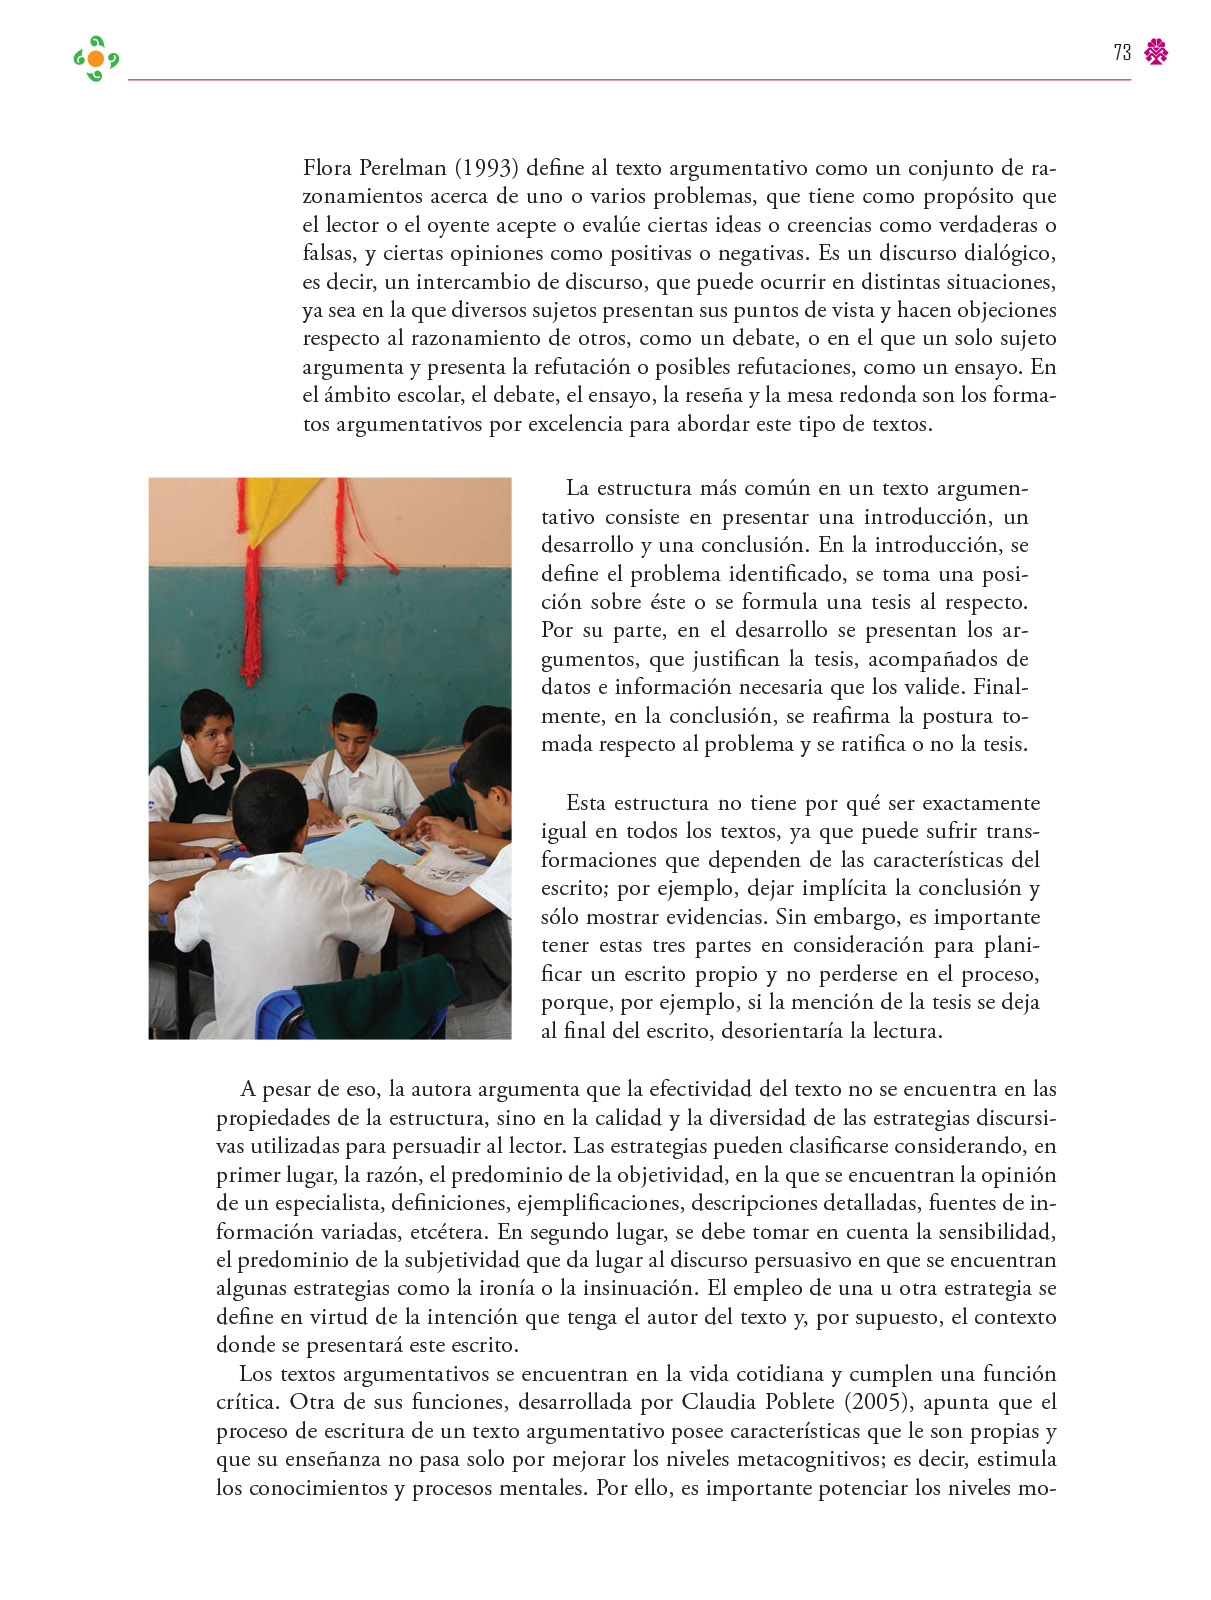 73
Flora Perelman (1993) define al texto argumentativo como un conjunto de ra-
zonamientos acerca de uno o varios problemas, que tiene como propósito que
el lector o el oyente acepte o evalúe ciertas ideas o creencias como verdaderas o
falsas, y ciertas opiniones como positivas o negativas. Es un discurso dialógico,
es decir, un intercambio de discurso, que puede ocurrir en distintas situaciones,
ya sea en la que diversos sujetos presentan sus puntos de vista y hacen objeciones
respecto al razonamiento de otros, como un debate, o en el que un solo sujeto
argumenta y presenta la refutación o posibles refutaciones, como un ensayo. En
el ámbito escolar, el debate, el ensayo, la reseña y la mesa redonda son los forma-
tos argumentativos por excelencia para abordar este tipo de textos.
La estructura más común en un texto argumen-
tativo consiste en presentar una introducción, un
desarrollo y una conclusión. En la introducción, se
define el problema identificado, se toma una posi-
ción sobre éste o se formula una tesis al respecto.
Por su parte, en el desarrollo se presentan los ar-
gumentos, que justifican la tesis, acompañados de
datos e información necesaria que los valide. Final-
mente, en la conclusión, se reafirma la postura to-
mada respecto al problema y se ratifica o no la tesis.
Esta estructura no tiene por qué ser exactamente
igual en todos los textos, ya que puede sufrir trans-
formaciones que dependen de las características del
escrito; por ejemplo, dejar implícita la conclusión y
sólo mostrar evidencias. Sin embargo, es importante
tener estas tres partes en consideración para plani-
ficar un escrito propio y no perderse en el proceso,
porque, por ejemplo, si la mención de la tesis se deja
al final del escrito, desorientaría la lectura.
A pesar de eso, la autora argumenta que la efectividad del texto no se encuentra en las
propiedades de la estructura, sino en la calidad y la diversidad de las estrategias discursi-
vas utilizadas para persuadir al lector. Las estrategias pueden clasificarse considerando, en
primer lugar, la razón, el predominio de la objetividad, en la que se encuentran la opinión
de un especialista, definiciones, ejemplificaciones, descripciones detalladas, fuentes de in-
formación variadas, etcétera. En segundo lugar, se debe tomar en cuenta la sensibilidad,
el predominio de la subjetividad que da lugar al discurso persuasivo en que se encuentran
algunas estrategias como la ironía o la insinuación. El empleo de una u otra estrategia se
define en virtud de la intención que tenga el autor del texto y, por supuesto, el contexto
donde se presentará este escrito.
Los textos argumentativos se encuentran en la vida cotidiana y cumplen una función
crítica. Otra de sus funciones, desarrollada por Claudia Poblete (2005), apunta que el
proceso de escritura de un texto argumentativo posee características que le son propias y
que su enseñanza no pasa solo por mejorar los niveles metacognitivos; es decir, estimula
los conocimientos y procesos mentales. Por ello, es importante potenciar los niveles mo-